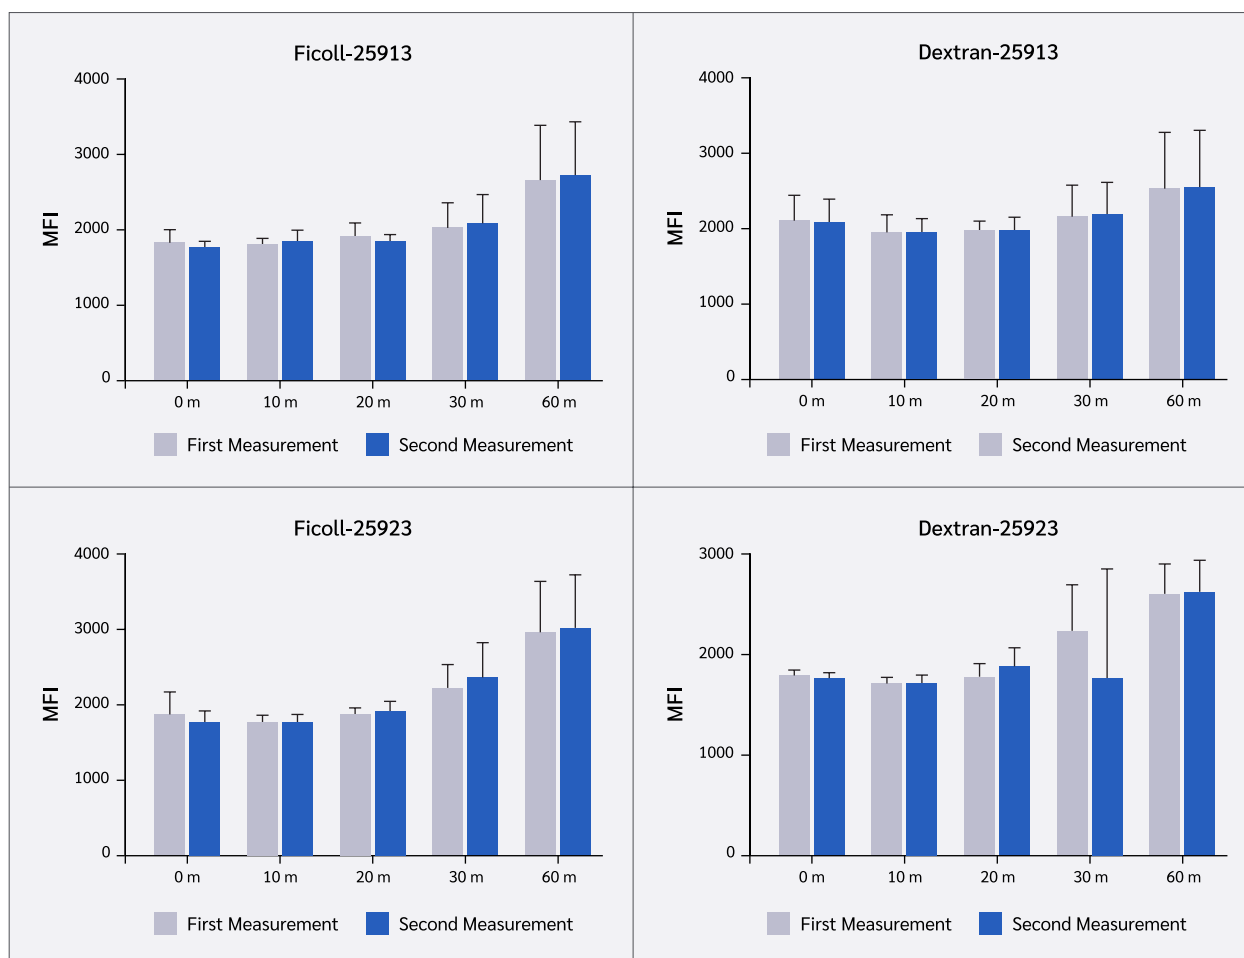 Ficoll-25913
4000
3000
2000
1000
0
MFI
0 m 10 m 20 m 30 m 60 m
First Measurement Second Measurement
Dextran-25913
4000
3000
2000
1000
0
MFI
0 m 10 m 20 m 30 m 60 m
First Measurement Second Measurement
Ficoll-25923
4000
3000
2000
1000
0
MFI
0 m 10 m 20 m 30 m 60 m
First Measurement Second Measurement
Dextran-25923
3000
2000
1000
0
MFI
0 m 10 m 20 m 30 m 60 m
First Measurement Second Measurement